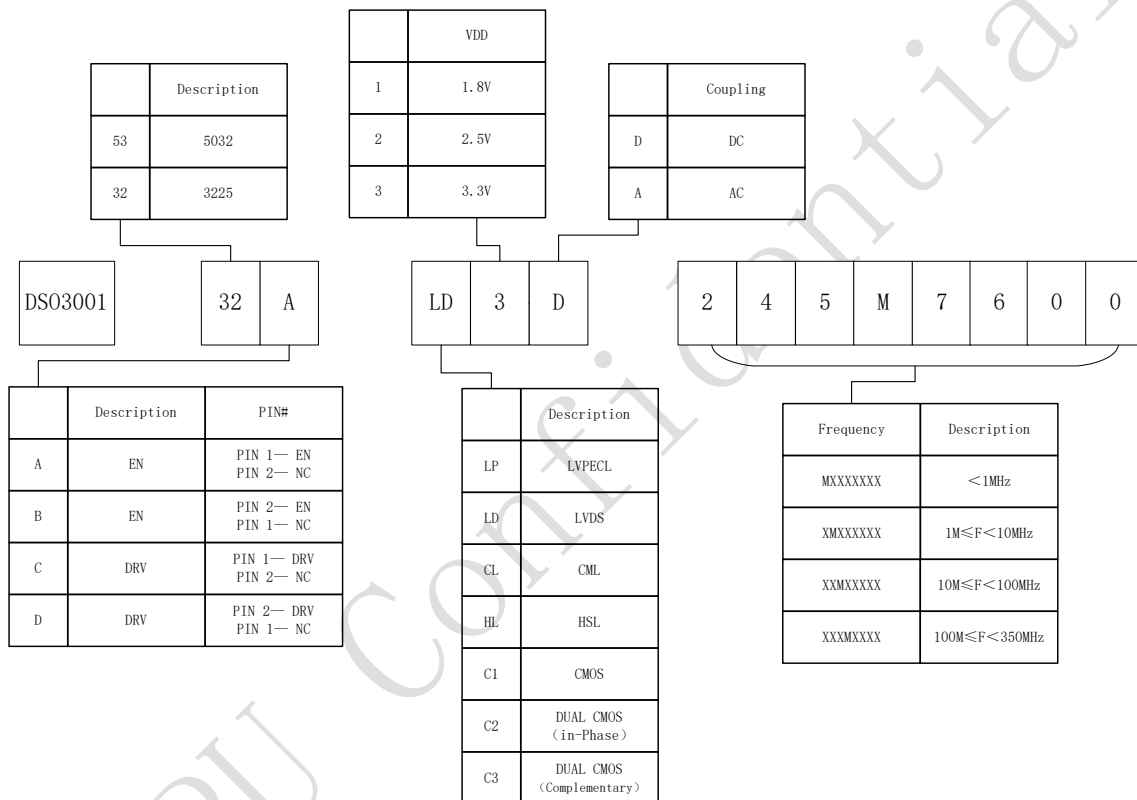 VDD
1 1.8V
2 2.5V
3 3.3V
Description
53 5032
32 3225
Coupling
D DC
A AC
DSO3001 32 A LD 3 D 2 4 5 M 7 6 0 0
Description PIN#
A EN PIN 1— EN
PIN 2— NC
B EN PIN 2— EN
PIN 1— NC
C DRV PIN 1— DRV
PIN 2— NC
D DRV PIN 2— DRV
PIN 1— NC
Description
LP LVPECL
LD LVDS
CL CML
HL HSL
C1 CMOS
C2 DUAL CMOS
（in-Phase）
C3 DUAL CMOS
（Complementary）
Frequency Description
MXXXXXXX ＜1MHz
XMXXXXXX 1M≤F＜10MHz
XXMXXXXX 10M≤F＜100MHz
XXXMXXXX 100M≤F＜350MHz
Confidential